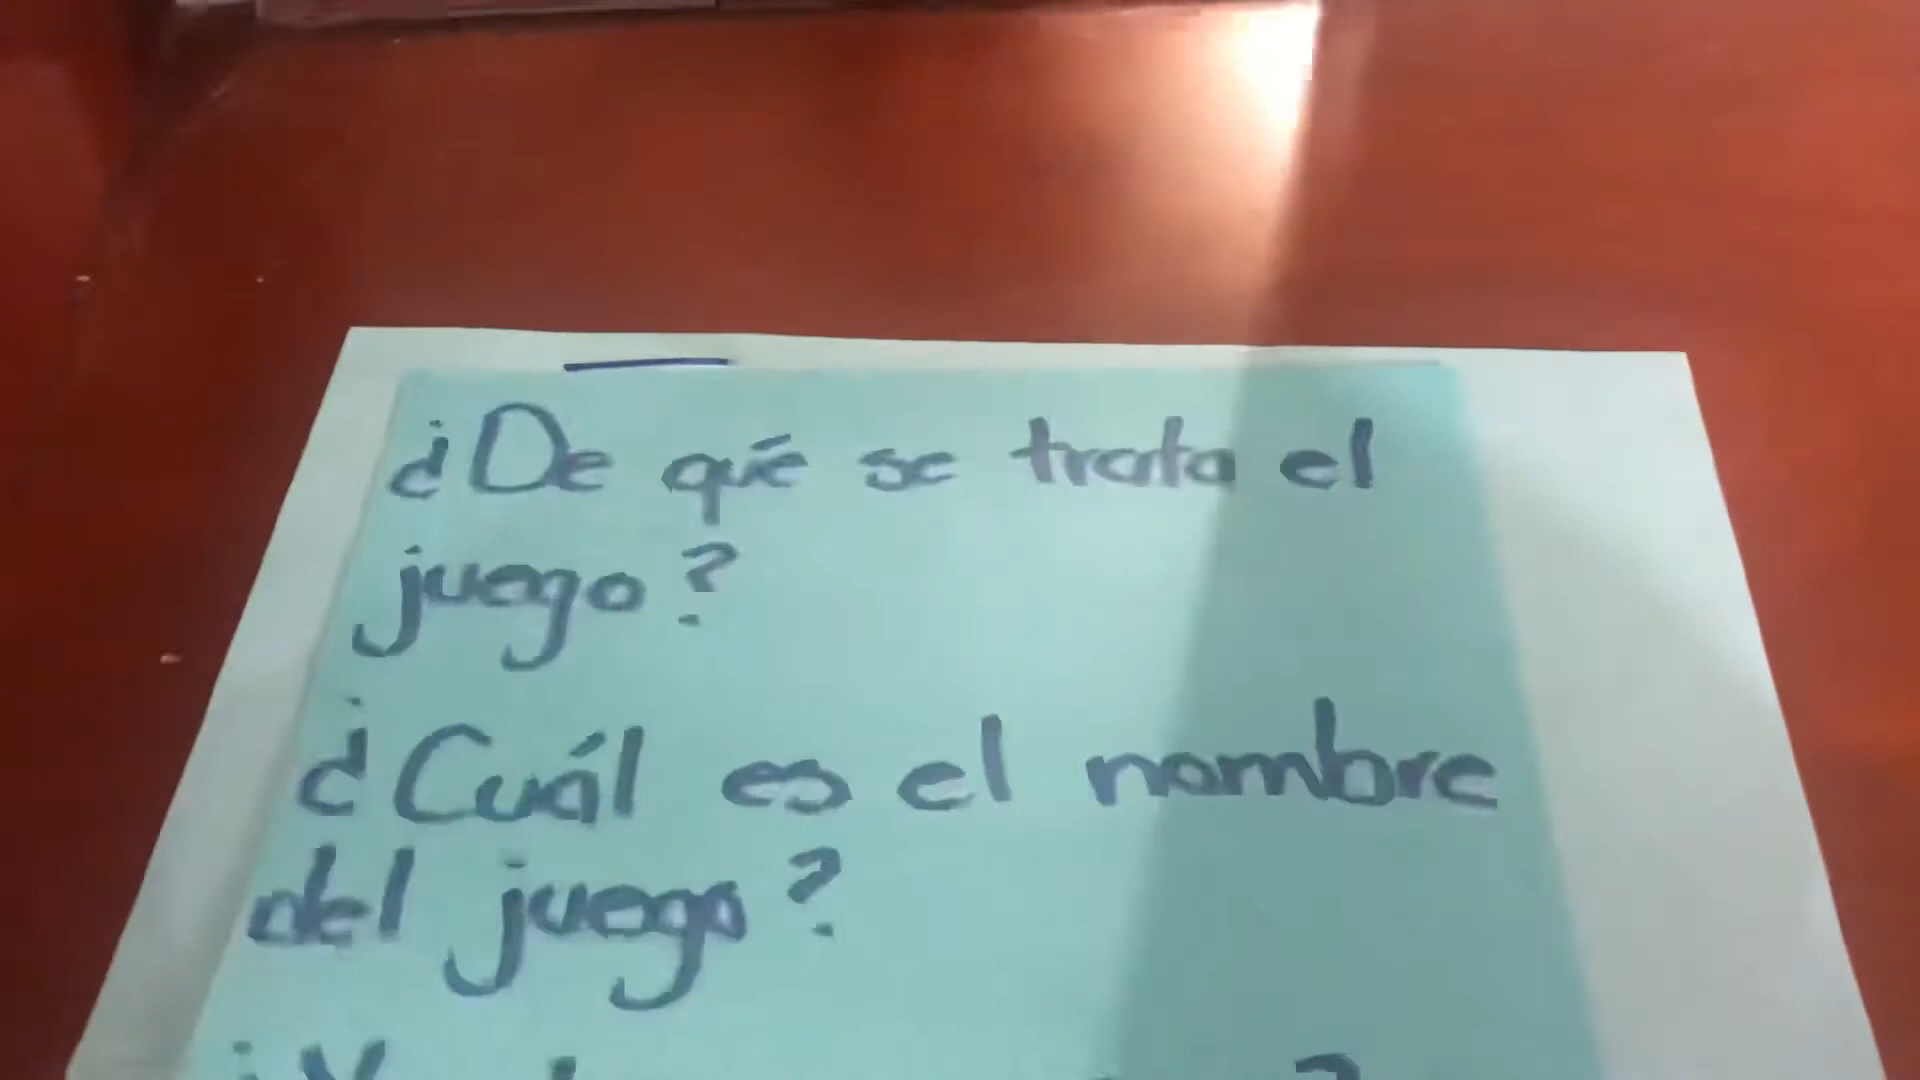 ¿De qué se trata el
juego?
¿Cuál es el nombre
del juego?